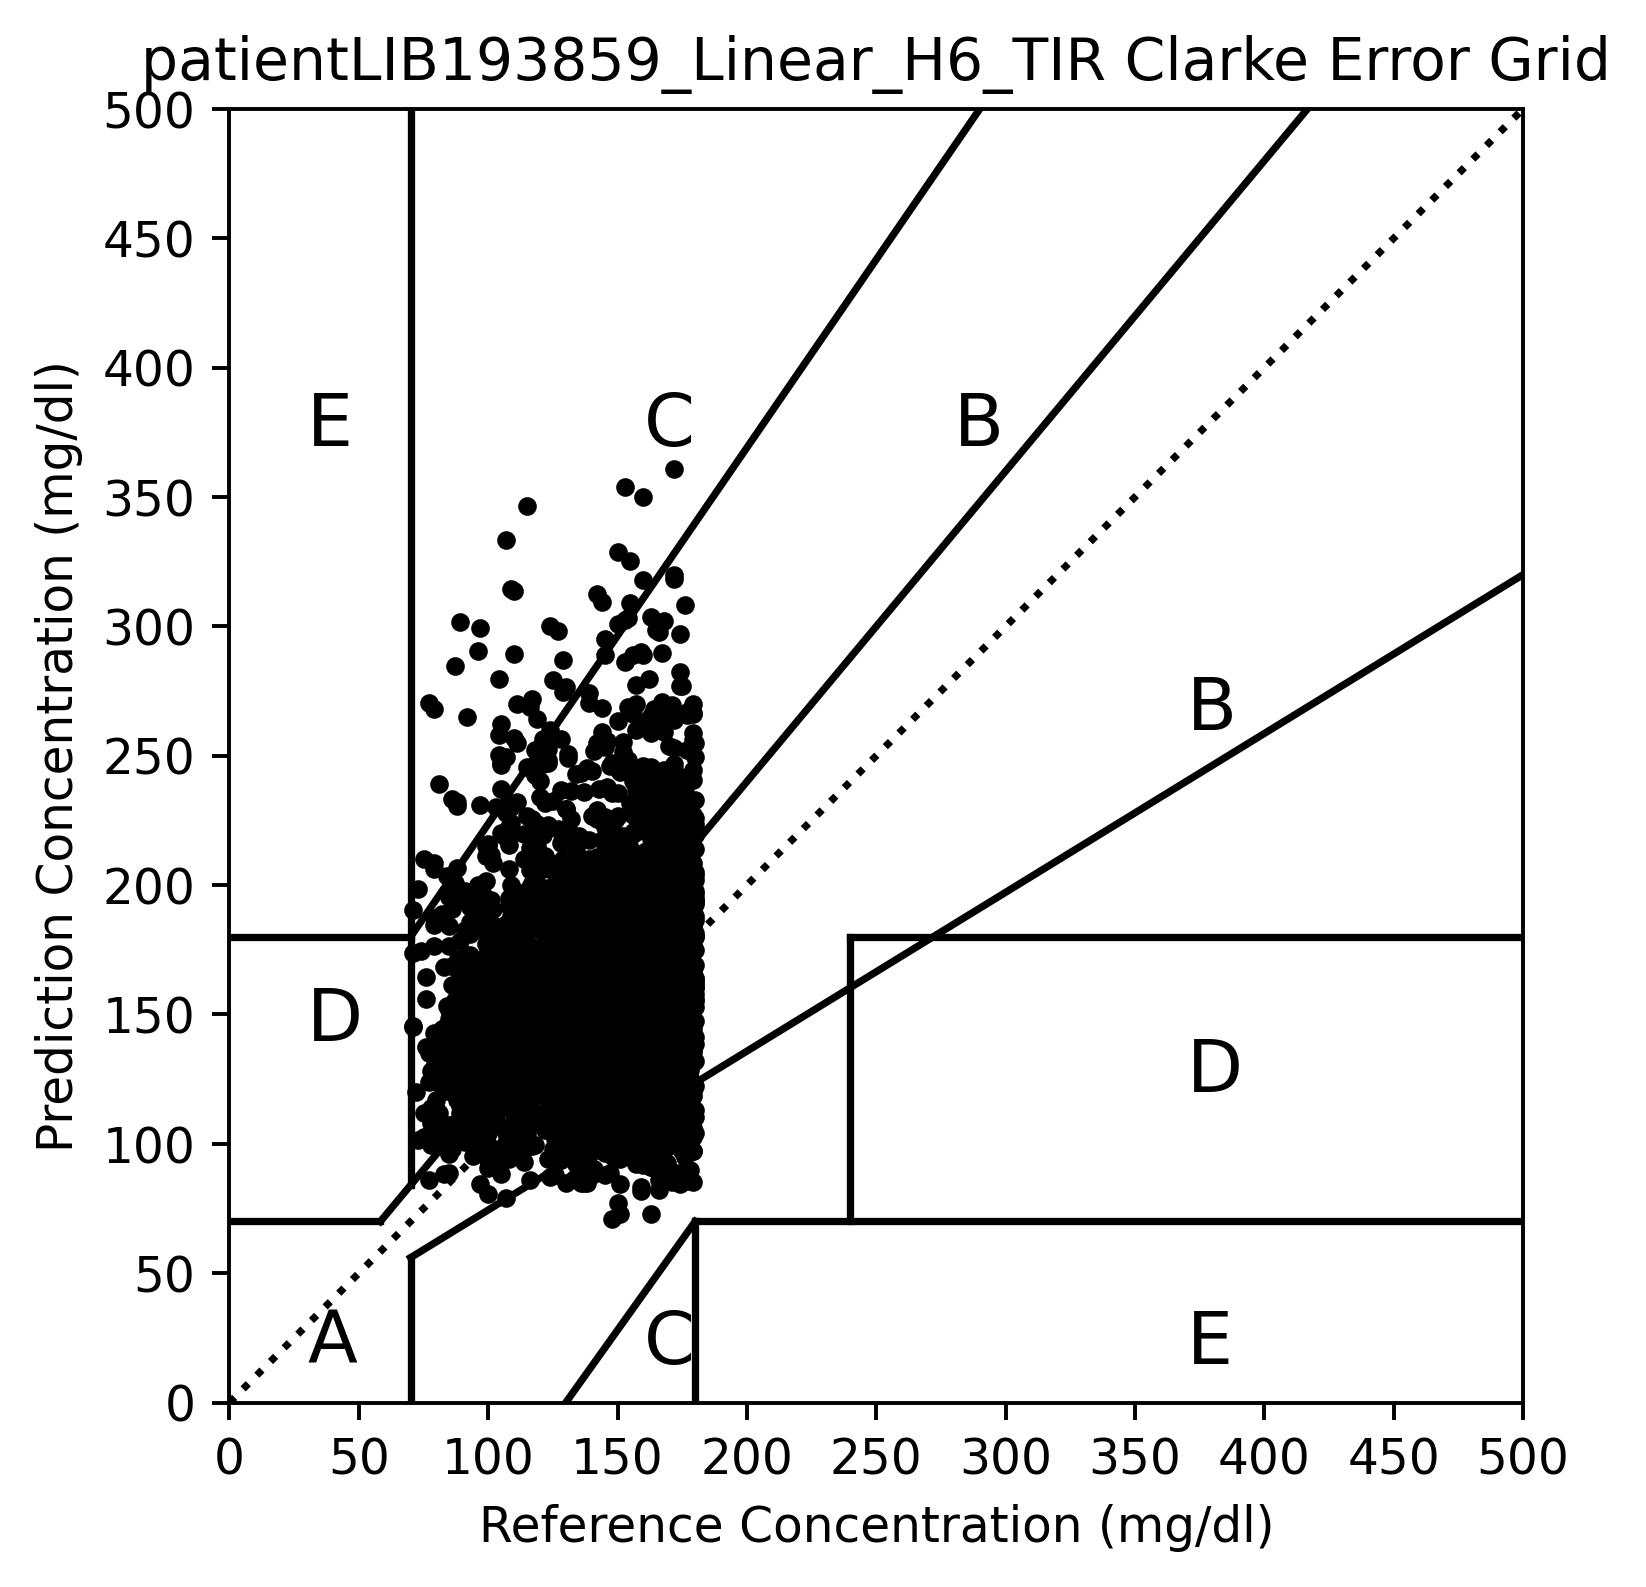 patientLIB193859_Linear_H6_TIR Clarke Error Grid
500
450
400
350
300
250
200
150
100
50
0
Prediction Concentration (mg/dl)
E
C
B
B
D
D
A
C
E
0 50 100 150 200 250 300 350 400 450 500
Reference Concentration (mg/dl)